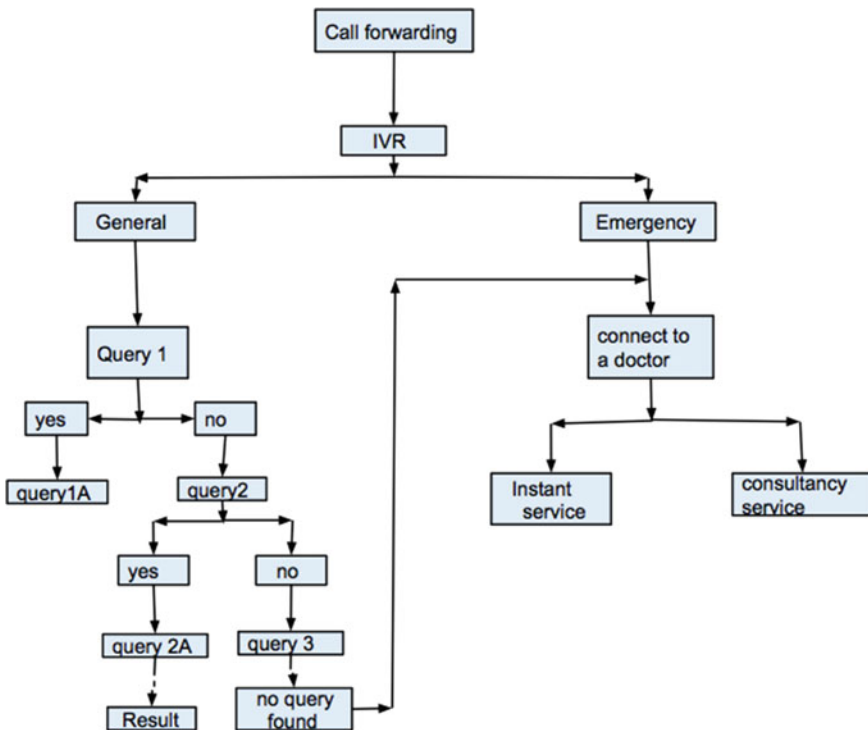 Call forwarding
IVR
General
Emergency
Query 1
connect to
a doctor
yes
no
query1A
query2
Instant
service
consultancy
service
yes
no
query 2A
query 3
Result
no query
found